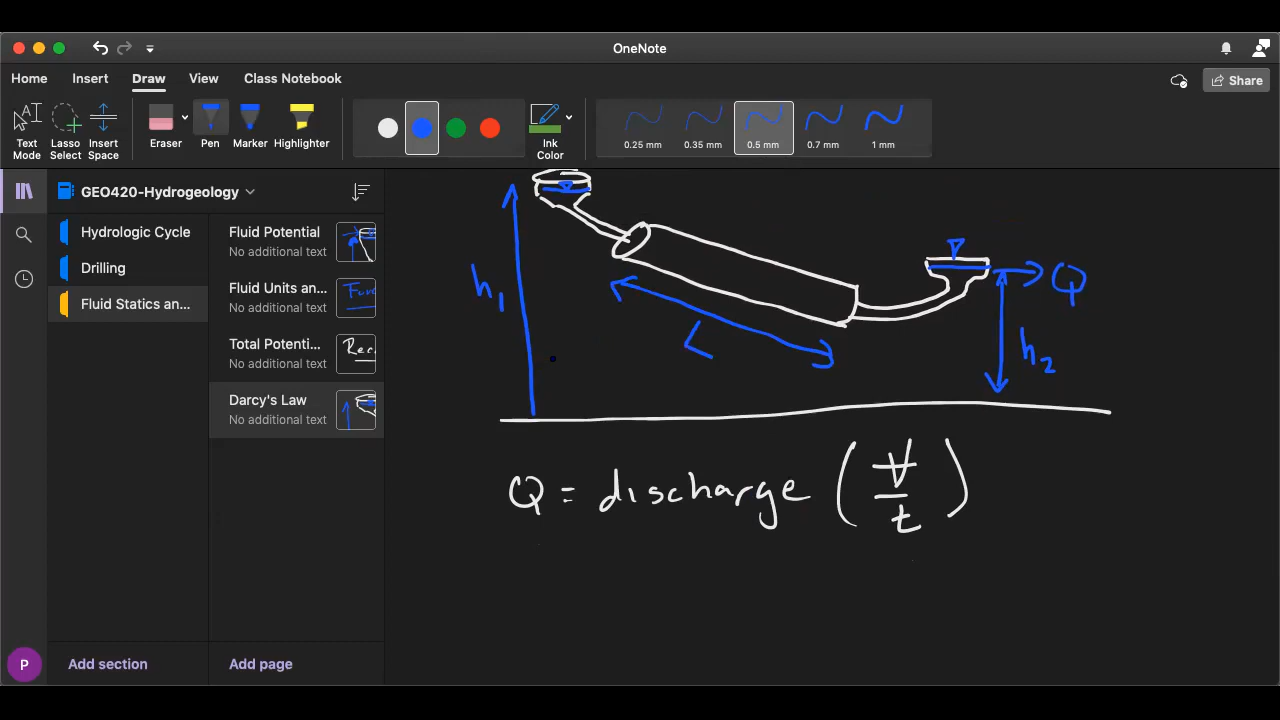 OneNote
Home Insert Draw View Class Notebook
Share
Text Mode
Lasso Select
Insert Space
Eraser
Pen
Marker
Highlighter
Ink Color
0.25 mm
0.35 mm
0.5 mm
0.7 mm
1 mm
GEO420-Hydrogeology
Hydrologic Cycle
Drilling
Fluid Statics an...
Fluid Potential
No additional text
Fluid Units an...
No additional text
Total Potenti...
No additional text
Darcy's Law
No additional text
P
Add section
Add page
h₁
L
Q
h₂
Q = discharge (V̶/t)